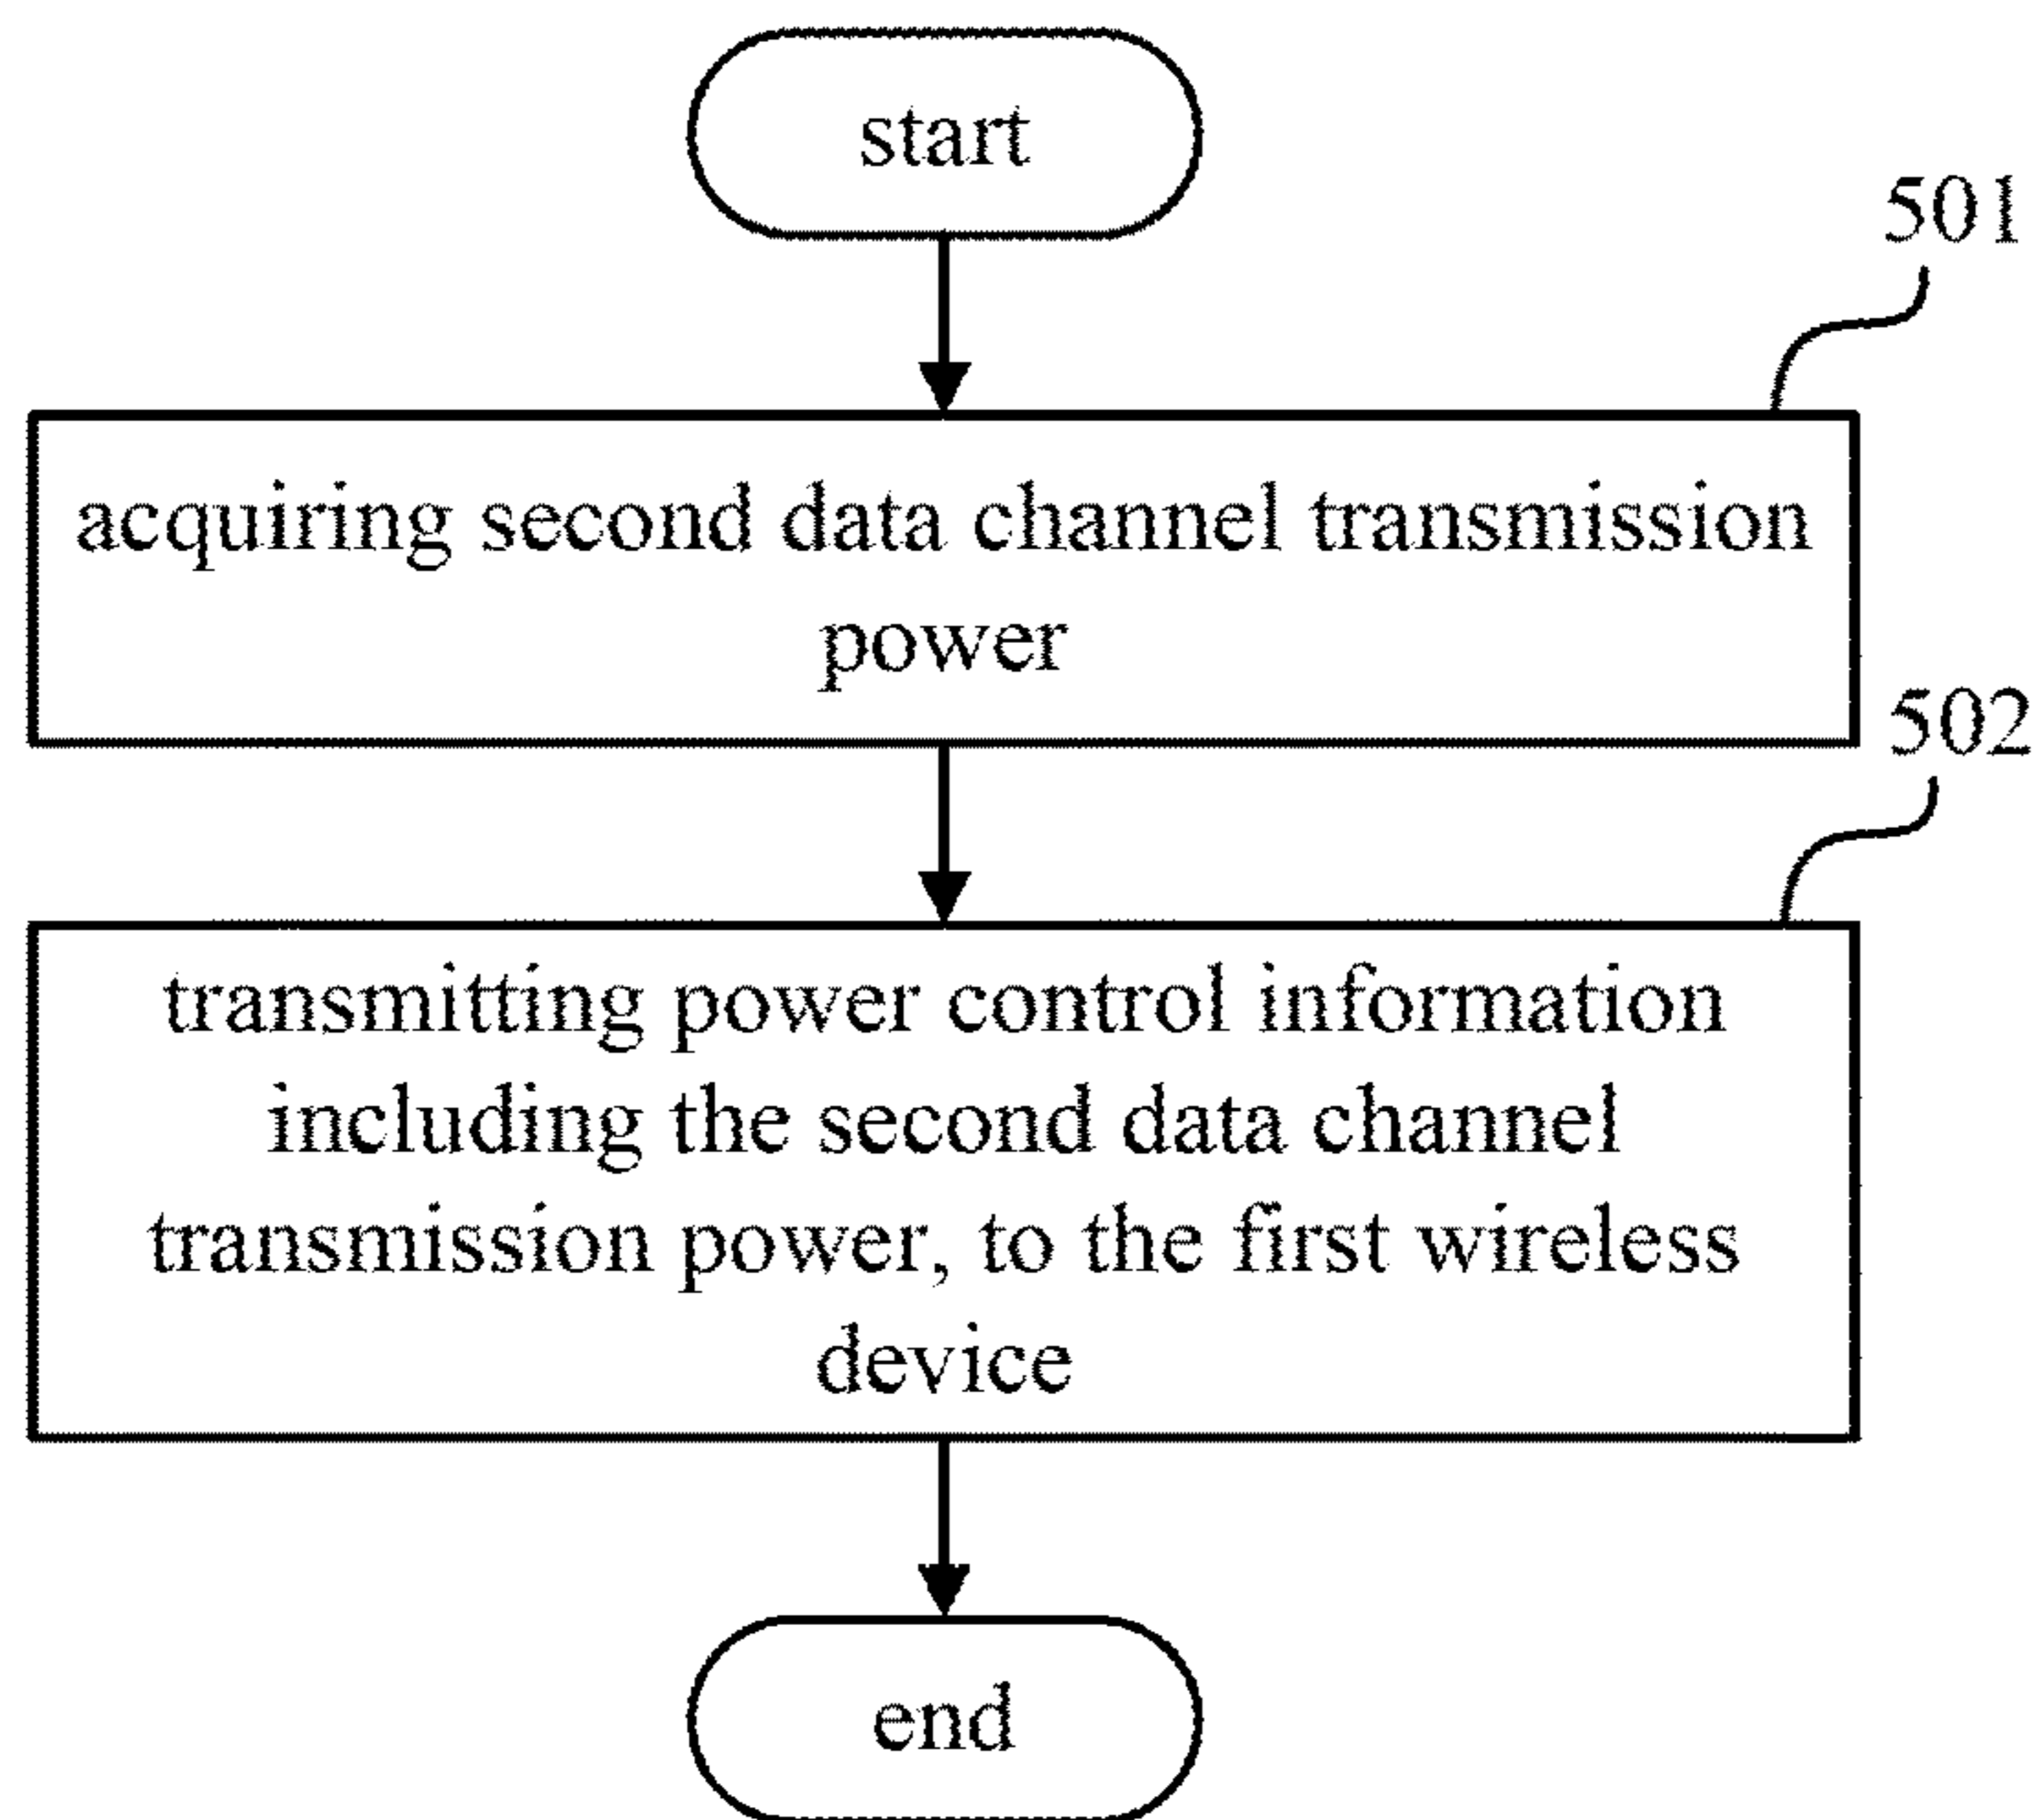 start
501
acquiring second data channel transmission
power
502
transmitting power control information
including the second data channel
transmission power, to the first wireless
device
end